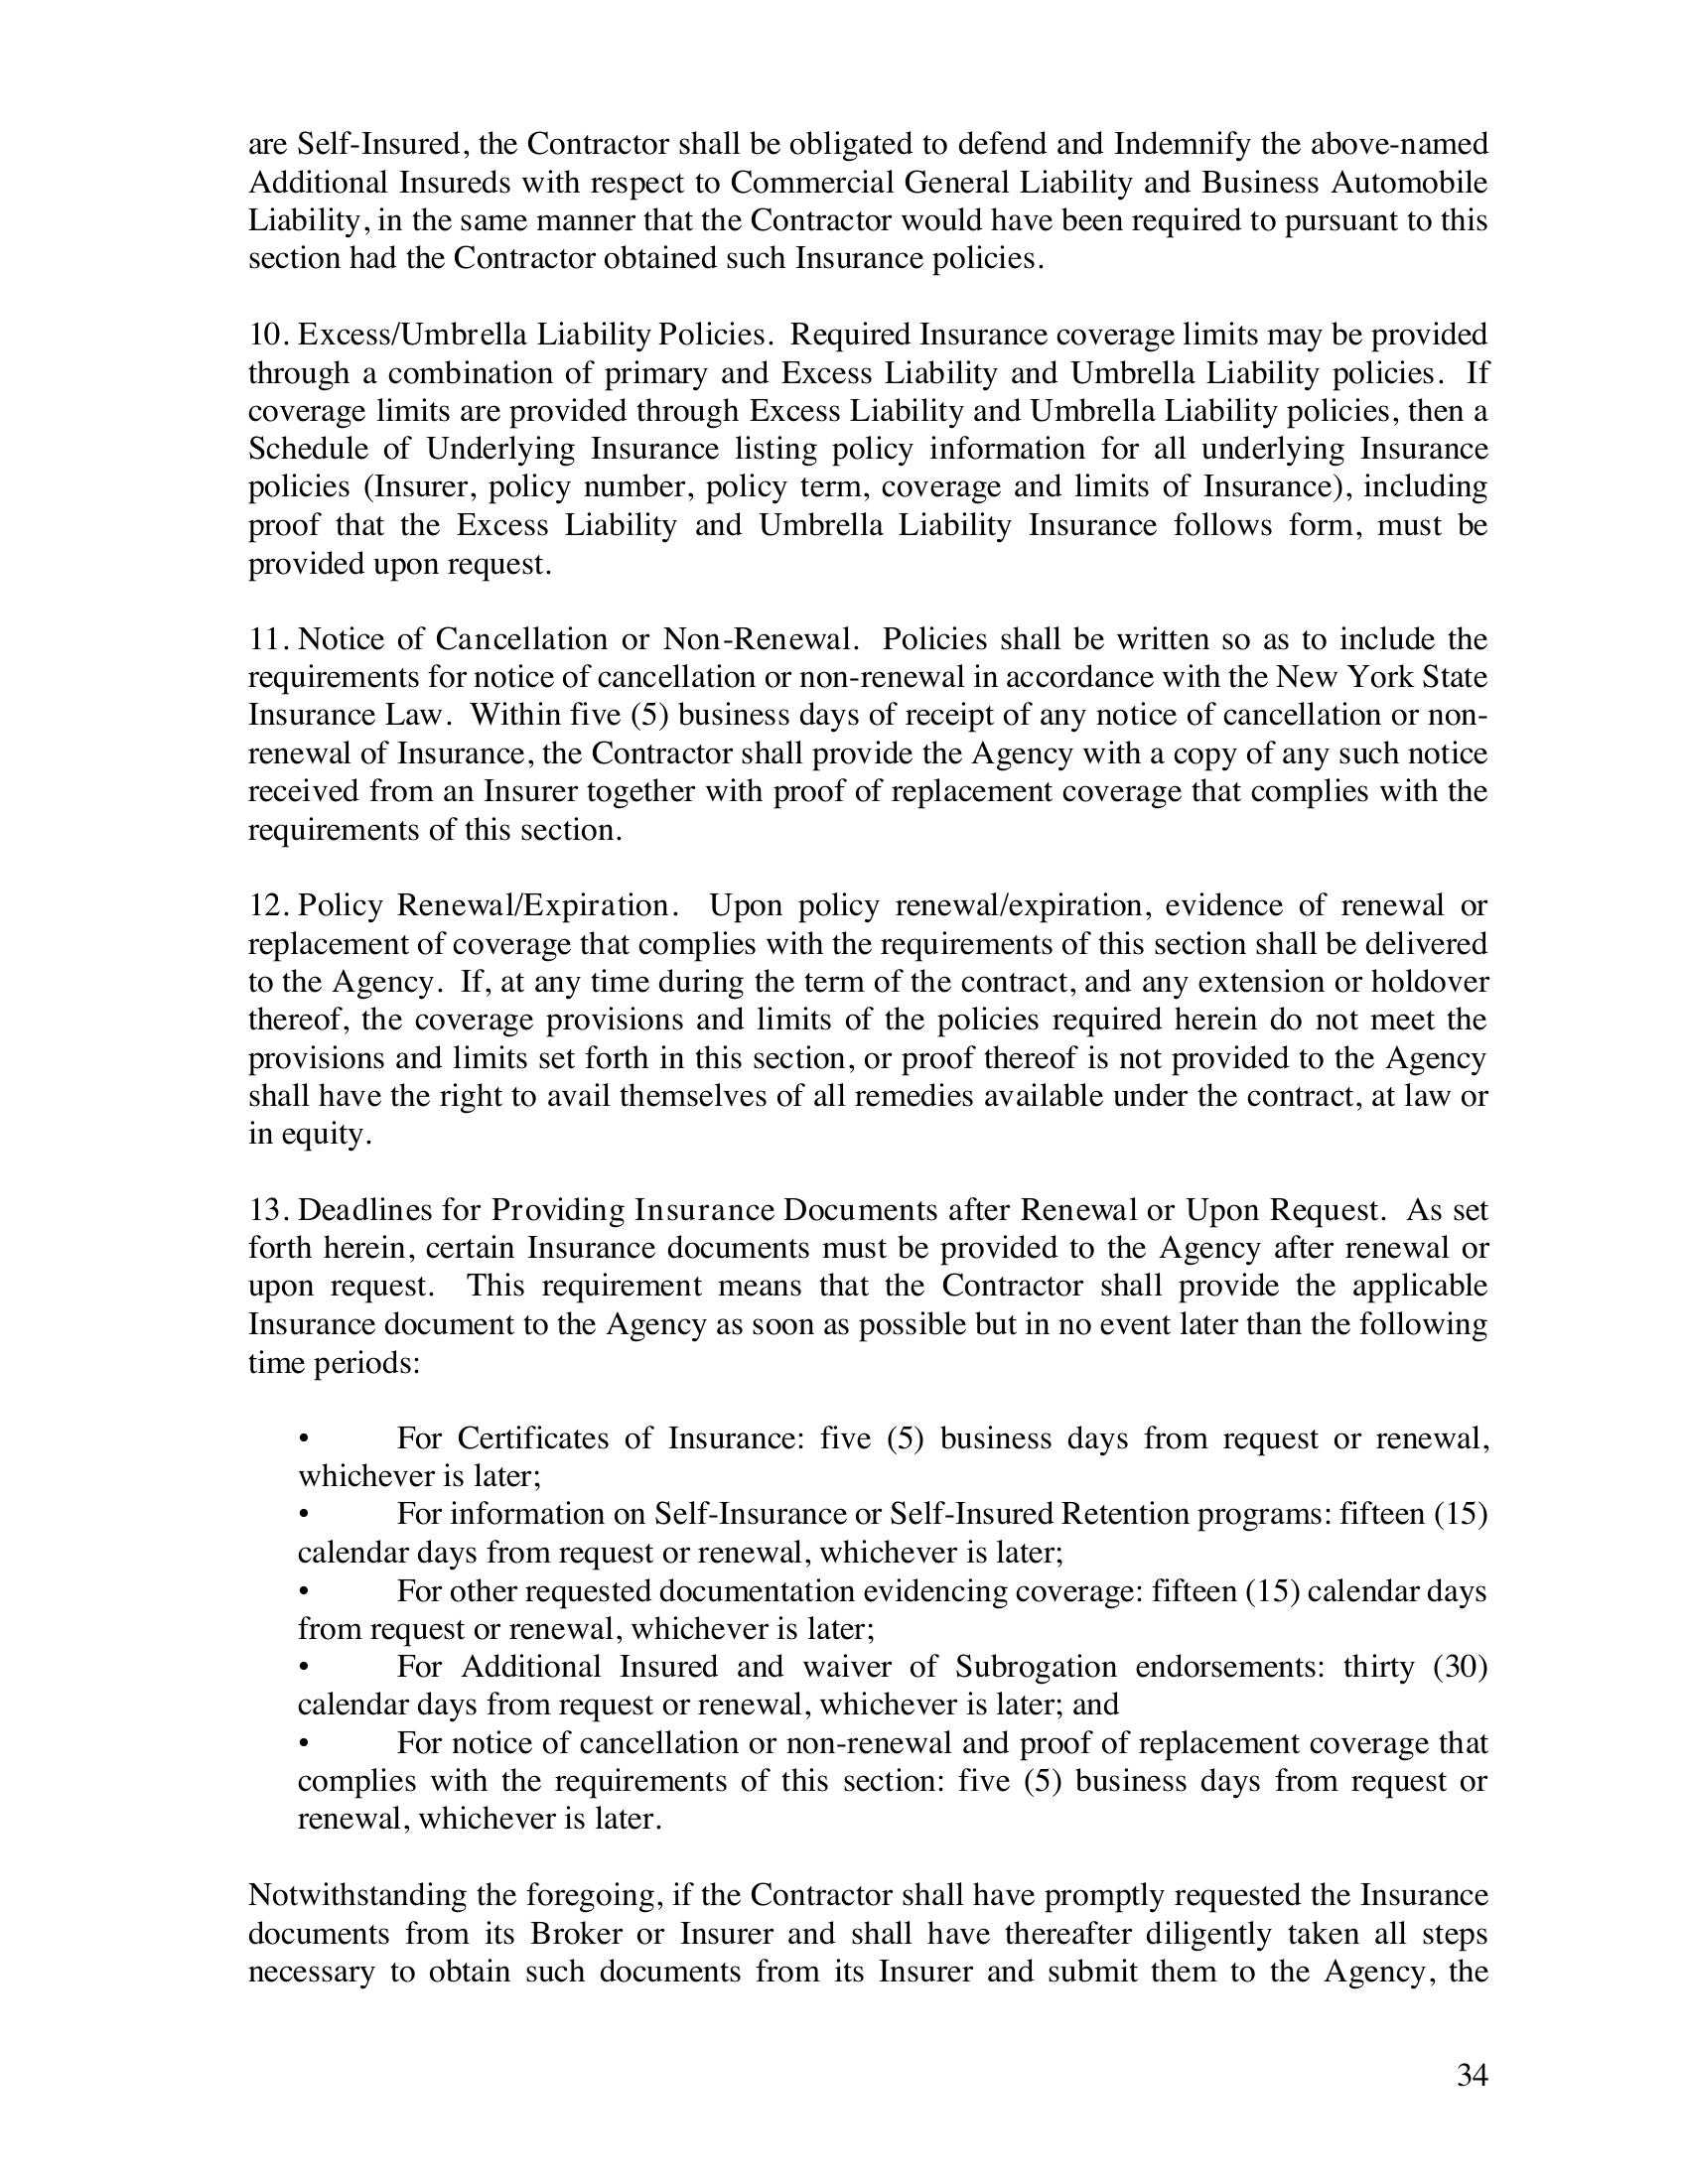 are Self-Insured, the Contractor shall be obligated to defend and Indemnify the above-named
Additional Insureds with respect to Commercial General Liability and Business Automobile
Liability, in the same manner that the Contractor would have been required to pursuant to this
section had the Contractor obtained such Insurance policies.
10. Excess/Umbrella Liability Policies.  Required Insurance coverage limits may be provided
through a combination of primary and Excess Liability and Umbrella Liability policies.  If
coverage limits are provided through Excess Liability and Umbrella Liability policies, then a
Schedule of Underlying Insurance listing policy information for all underlying Insurance
policies (Insurer, policy number, policy term, coverage and limits of Insurance), including
proof that the Excess Liability and Umbrella Liability Insurance follows form, must be
provided upon request.
11. Notice of Cancellation or Non-Renewal.  Policies shall be written so as to include the
requirements for notice of cancellation or non-renewal in accordance with the New York State
Insurance Law.  Within five (5) business days of receipt of any notice of cancellation or non-
renewal of Insurance, the Contractor shall provide the Agency with a copy of any such notice
received from an Insurer together with proof of replacement coverage that complies with the
requirements of this section.
12. Policy Renewal/Expiration.  Upon policy renewal/expiration, evidence of renewal or
replacement of coverage that complies with the requirements of this section shall be delivered
to the Agency.  If, at any time during the term of the contract, and any extension or holdover
thereof, the coverage provisions and limits of the policies required herein do not meet the
provisions and limits set forth in this section, or proof thereof is not provided to the Agency
shall have the right to avail themselves of all remedies available under the contract, at law or
in equity.
13. Deadlines for Providing Insurance Documents after Renewal or Upon Request.  As set
forth herein, certain Insurance documents must be provided to the Agency after renewal or
upon request.  This requirement means that the Contractor shall provide the applicable
Insurance document to the Agency as soon as possible but in no event later than the following
time periods:
• For Certificates of Insurance: five (5) business days from request or renewal,
whichever is later;
• For information on Self-Insurance or Self-Insured Retention programs: fifteen (15)
calendar days from request or renewal, whichever is later;
• For other requested documentation evidencing coverage: fifteen (15) calendar days
from request or renewal, whichever is later;
• For Additional Insured and waiver of Subrogation endorsements: thirty (30)
calendar days from request or renewal, whichever is later; and
• For notice of cancellation or non-renewal and proof of replacement coverage that
complies with the requirements of this section: five (5) business days from request or
renewal, whichever is later.
Notwithstanding the foregoing, if the Contractor shall have promptly requested the Insurance
documents from its Broker or Insurer and shall have thereafter diligently taken all steps
necessary to obtain such documents from its Insurer and submit them to the Agency, the
34